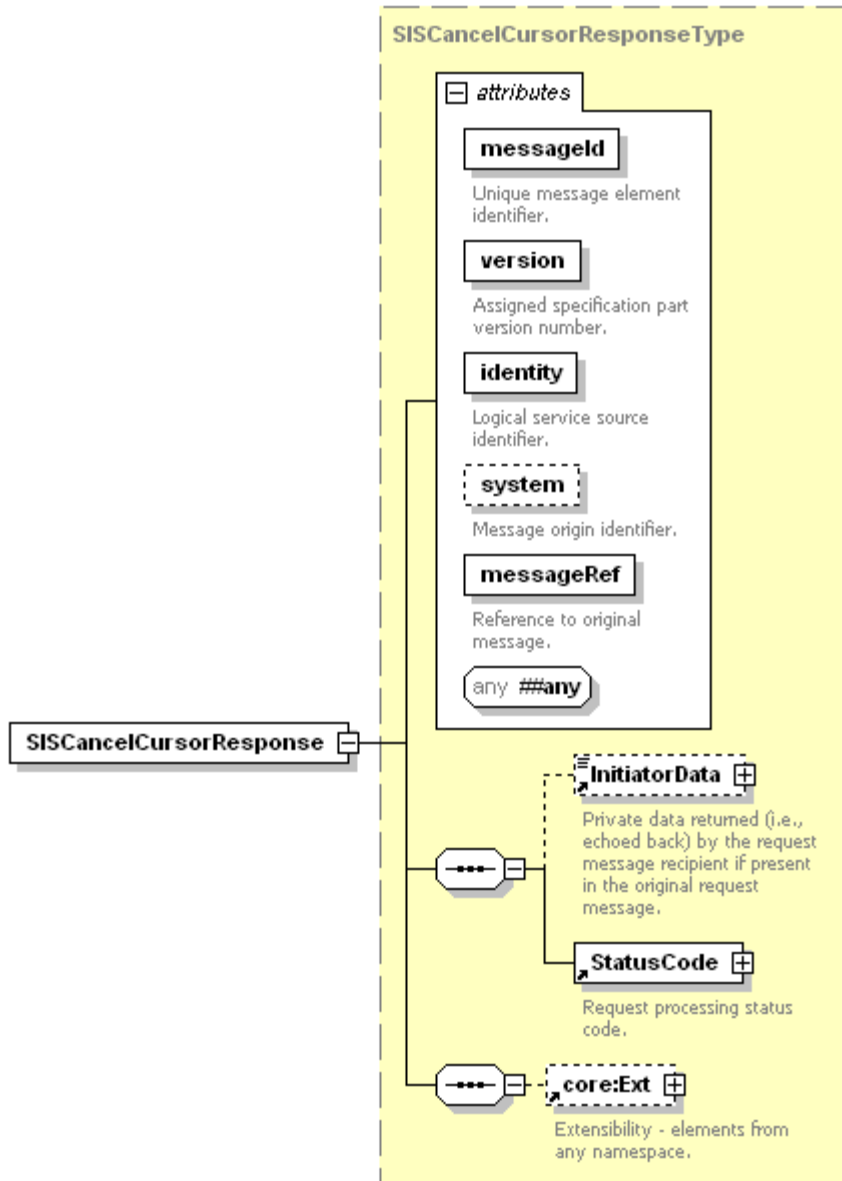 SISCancelCursorResponseType
attributes
messageId
Unique message element
identifier.
version
Assigned specification part
version number.
identity
Logical service source
identifier.
system
Message origin identifier.
messageRef
Reference to original
message.
any ##any
SISCancelCursorResponse
InitiatorData
Private data returned (i.e.,
echoed back) by the request
message recipient if present
in the original request
message.
StatusCode
Request processing status
code.
core:Ext
Extensibility - elements from
any namespace.